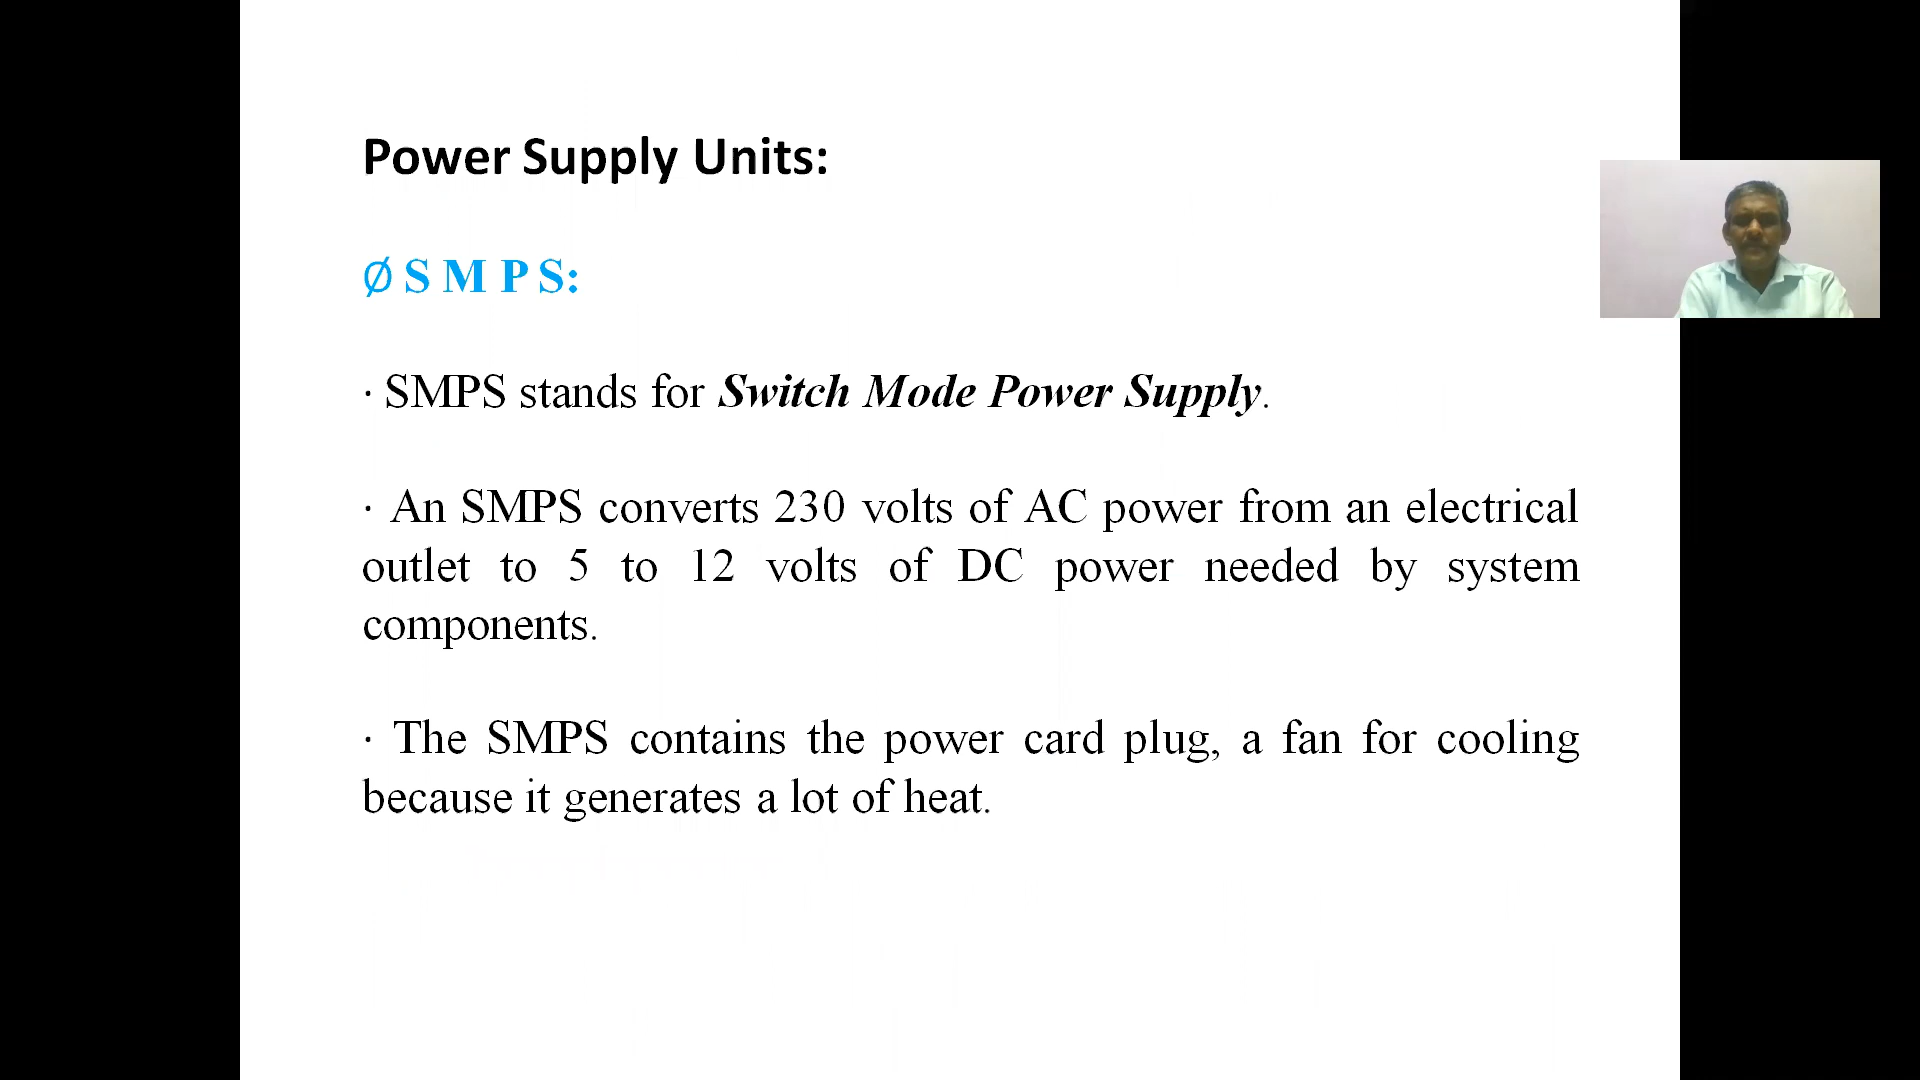 Power Supply Units:
Ø S M P S:
· SMPS stands for Switch Mode Power Supply.
· An SMPS converts 230 volts of AC power from an electrical
outlet to 5 to 12 volts of DC power needed by system
components.
· The SMPS contains the power card plug, a fan for cooling
because it generates a lot of heat.